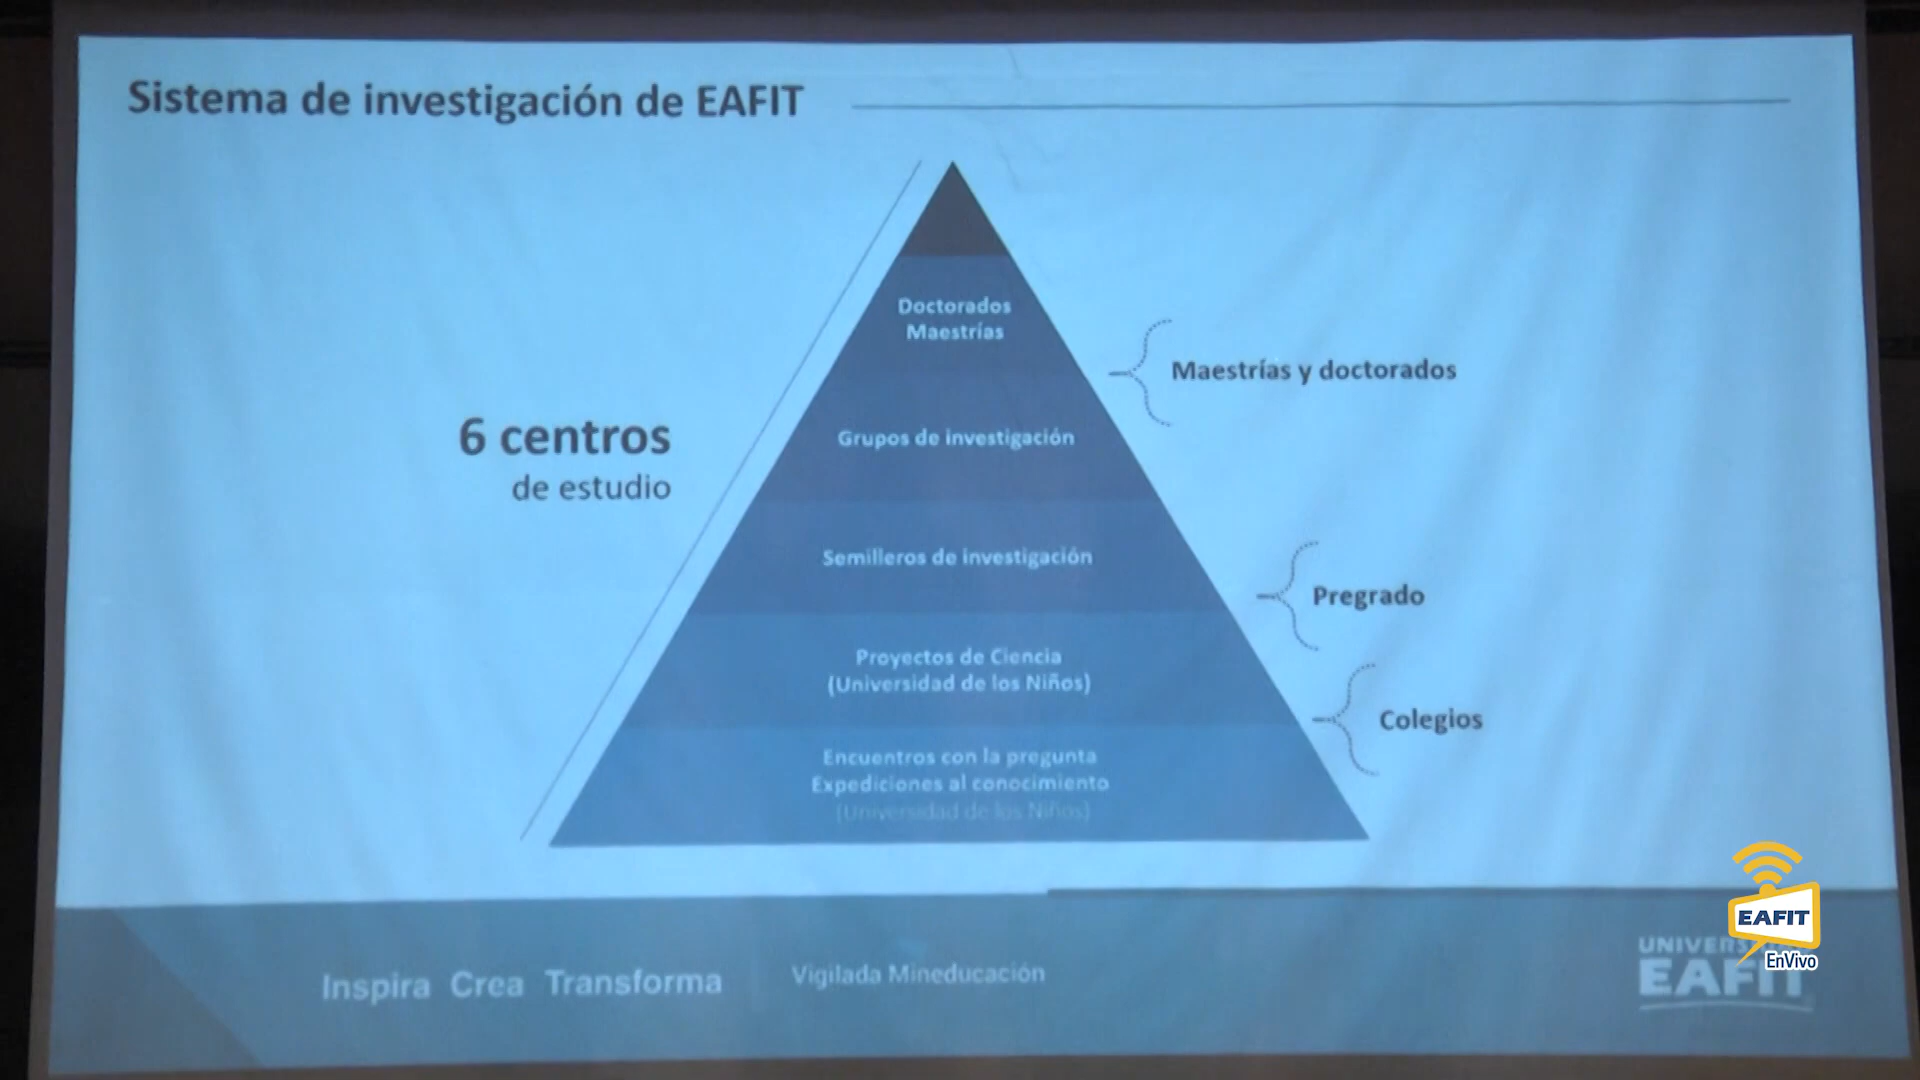 Sistema de investigación de EAFIT
Doctorados
Maestrías
Maestrías y doctorados
6 centros
de estudio
Grupos de investigación
Semilleros de investigación
Pregrado
Proyectos de Ciencia
(Universidad de los Niños)
Colegios
Encuentros con la pregunta
Expediciones al conocimiento
(Universidad de los Niños)
Inspira Crea Transforma
Vigilada Mineducación
EAFIT
EnVivo
EAFIT